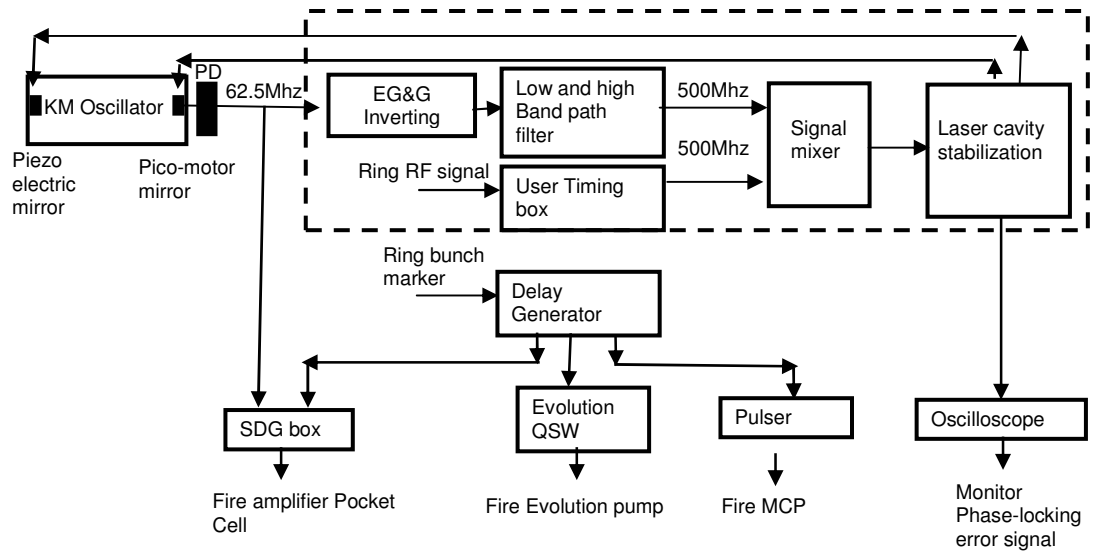 PD
62.5Mhz
KM Oscillator
Piezo
electric
mirror
Pico-motor
mirror
EG&G
Inverting
Low and high
Band path
filter
500Mhz
500Mhz
Ring RF signal
User Timing
box
Signal
mixer
Laser cavity
stabilization
Ring bunch
marker
Delay
Generator
SDG box
Evolution
QSW
Pulser
Oscilloscope
Fire amplifier Pocket
Cell
Fire Evolution pump
Fire MCP
Monitor
Phase-locking
error signal